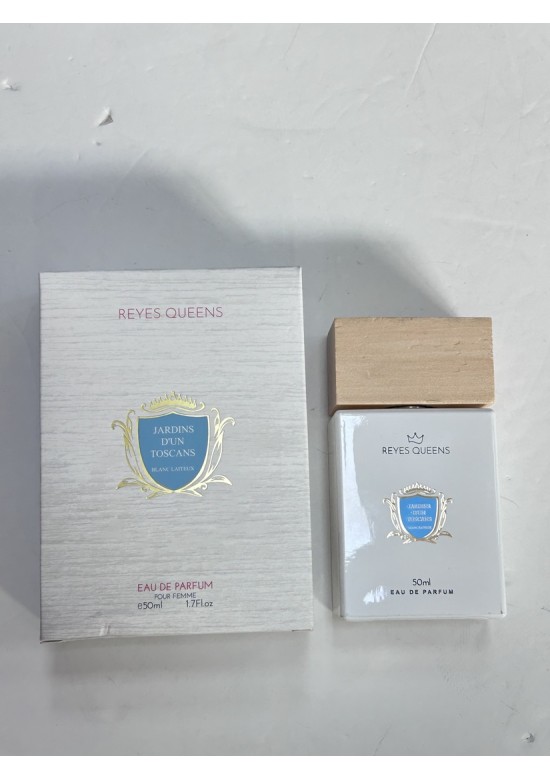 REYES QUEENS
JARDINS
D'UN
TOSCANS
BLANC LAITEUX
EAU DE PARFUM
POUR FEMME
e50ml 1.7Fl.oz
REYES QUEENS
50ml
EAU DE PARFUM